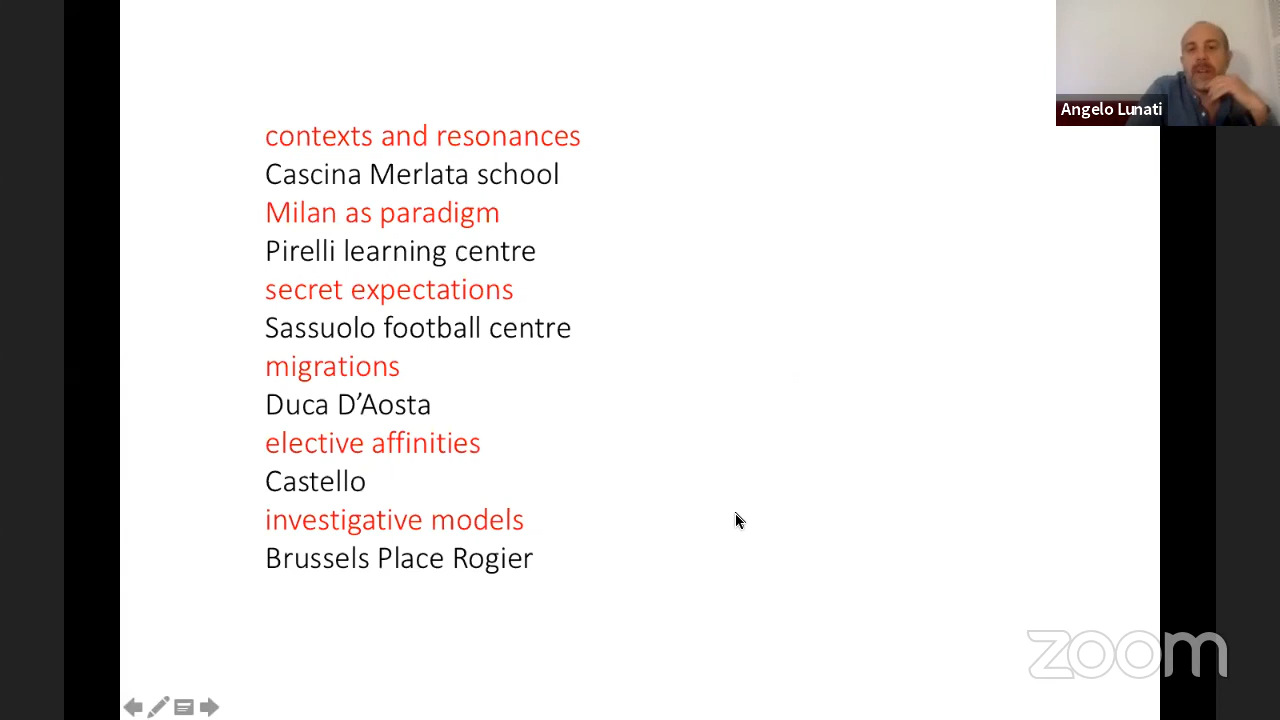 Angelo Lunati
contexts and resonances
Cascina Merlata school
Milan as paradigm
Pirelli learning centre
secret expectations
Sassuolo football centre
migrations
Duca D’Aosta
elective affinities
Castello
investigative models
Brussels Place Rogier
zoom